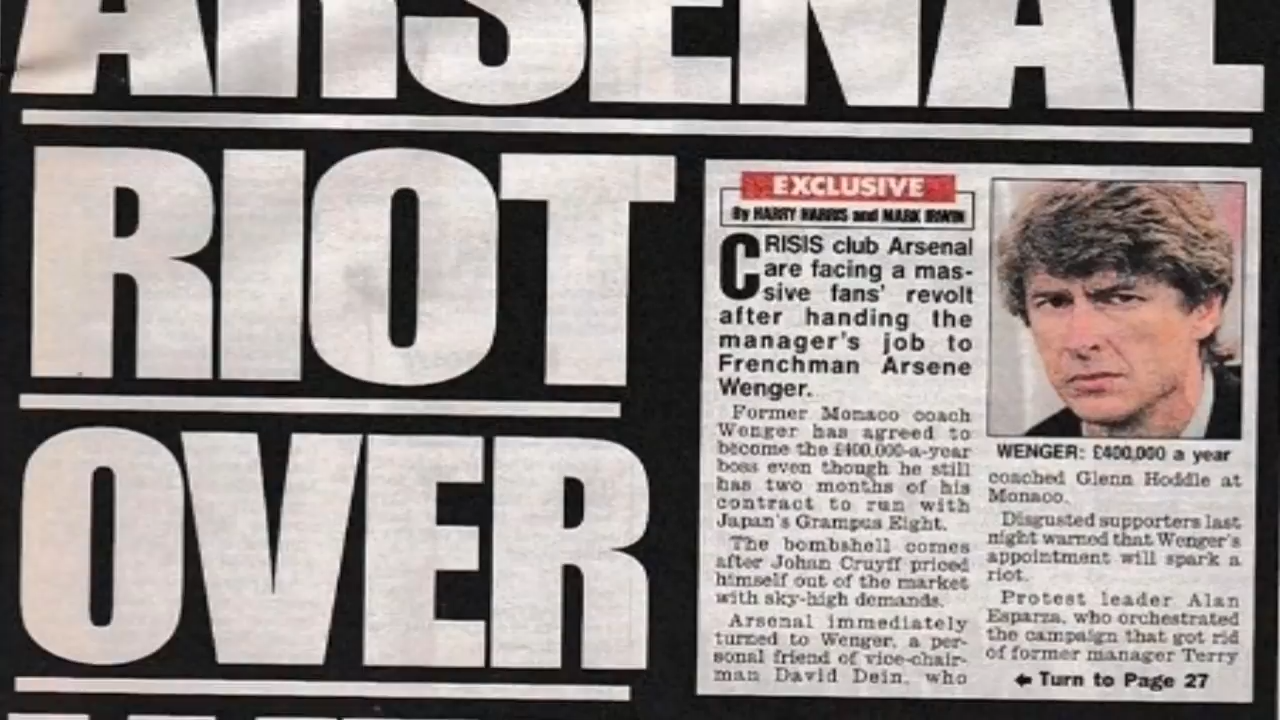 ARSENAL
RIOT
OVER
EXCLUSIVE
By HARRY HARRIS and MARK IRWIN
CRISIS club Arsenal
are facing a mas-
sive fans' revolt
after handing the
manager's job to
Frenchman Arsene
Wenger.
Former Monaco coach
Wenger has agreed to
become the £400,000-a-year
boss even though he still
has two months of his
contract to run with
Japan's Grampus Eight.
The bombshell comes
after Johan Cruyff priced
himself out of the market
with sky-high demands.
Arsenal immediately
turned to Wenger, a per-
sonal friend of vice-chair-
man David Dein, who
WENGER: £400,000 a year
coached Glenn Hoddle at
Monaco.
Disgusted supporters last
night warned that Wenger's
appointment will spark a
riot.
Protest leader Alan
Esparza, who orchestrated
the campaign that got rid
of former manager Terry
Turn to Page 27